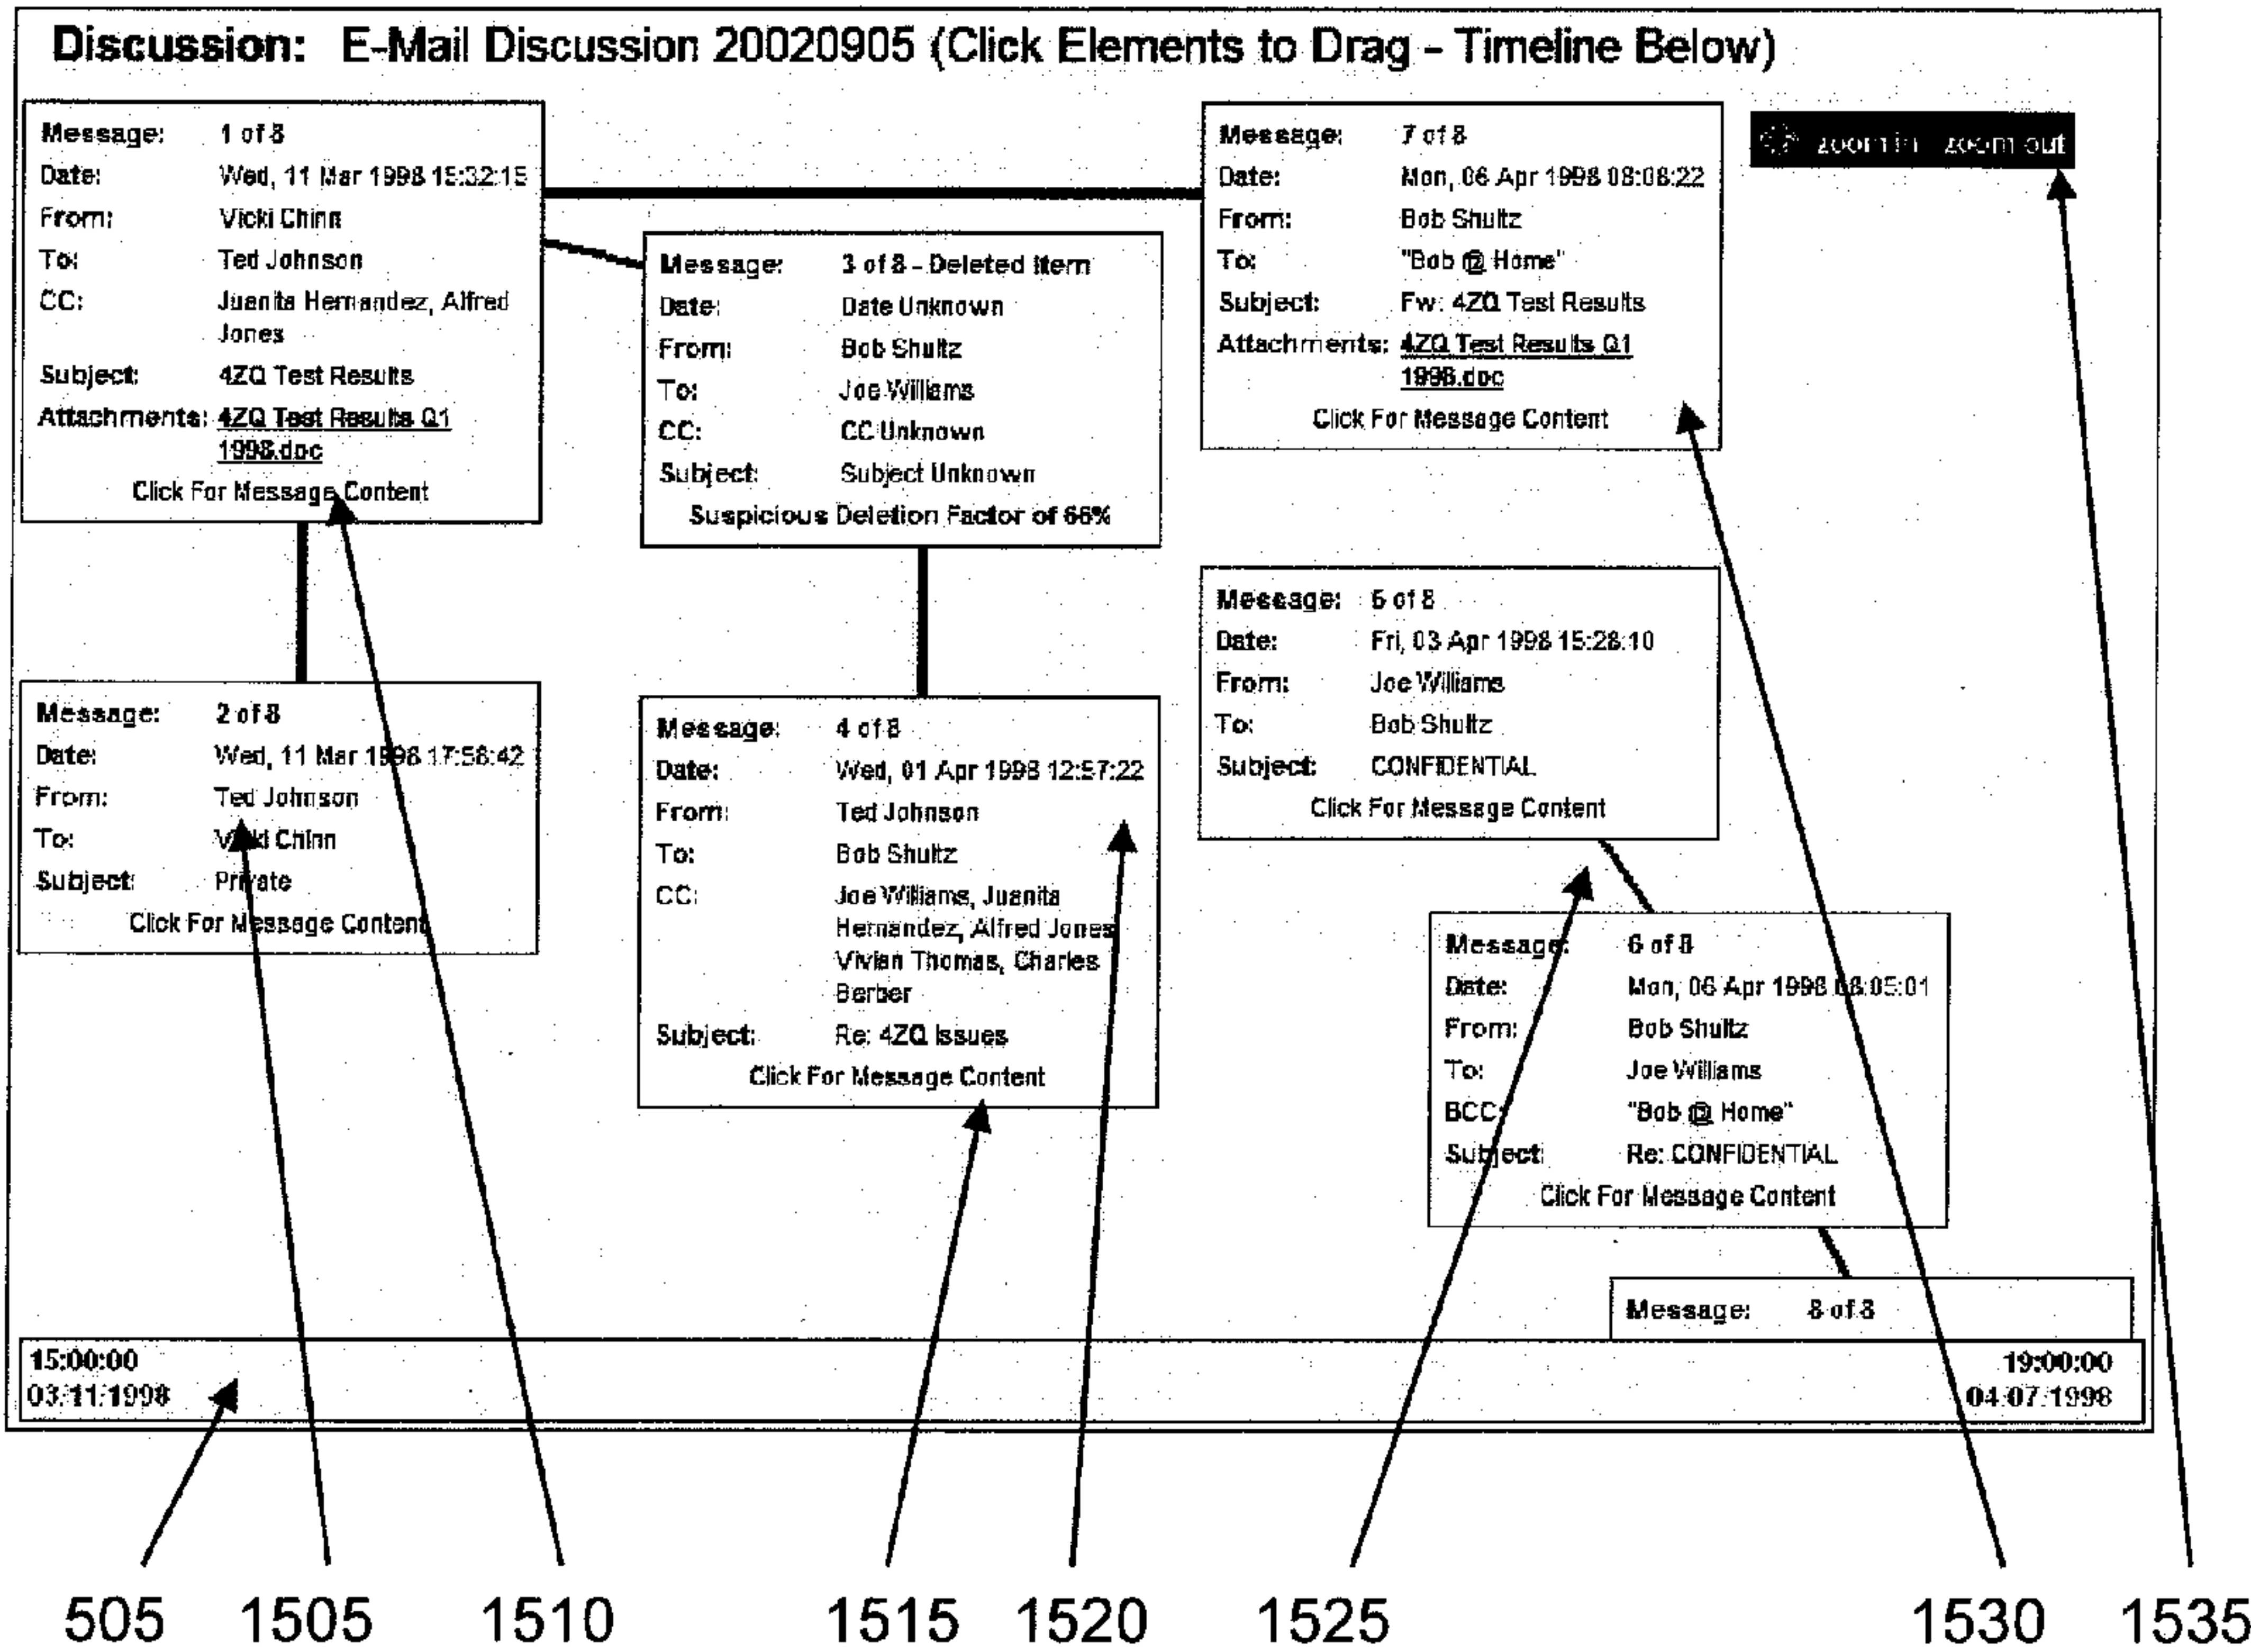 Discussion: E-Mail Discussion 20020905 (Click Elements to Drag - Timeline Below)
Message: 1 of 8
Date: Wed, 11 Mar 1998 15:32:15
From: Vicki Chinn
To: Ted Johnson
CC: Juanita Hernandez, Alfred
Jones
Subject: 4ZQ Test Results
Attachments: 4ZQ Test Results Q1
1998.doc
Click For Message Content
Message: 2 of 8
Date: Wed, 11 Mar 1998 17:58:42
From: Ted Johnson
To: Vicki Chinn
Subject: Private
Click For Message Content
Message: 3 of 8 - Deleted Item
Date: Date Unknown
From: Bob Shultz
To: Joe Williams
CC: CC Unknown
Subject: Subject Unknown
Suspicious Deletion Factor of 66%
Message: 4 of 8
Date: Wed, 01 Apr 1998 12:57:22
From: Ted Johnson
To: Bob Shultz
CC: Joe Williams, Juanita
Hernandez, Alfred Jones
Vivian Thomas, Charles
Berber
Subject: Re: 4ZQ Issues
Click For Message Content
Message: 7 of 8
Date: Mon, 06 Apr 1998 08:08:22
From: Bob Shultz
To: "Bob @ Home"
Subject: Fw: 4ZQ Test Results
Attachments: 4ZQ Test Results Q1
1998.doc
Click For Message Content
zoom in zoom out
Message: 5 of 8
Date: Fri, 03 Apr 1998 15:28:10
From: Joe Williams
To: Bob Shultz
Subject: CONFIDENTIAL
Click For Message Content
Message: 6 of 8
Date: Mon, 06 Apr 1998 08:05:01
From: Bob Shultz
To: Joe Williams
BCC: "Bob @ Home"
Subject: Re: CONFIDENTIAL
Click For Message Content
Message: 8 of 8
15:00:00
03/11/1998
19:00:00
04/07/1998
505 1505 1510 1515 1520 1525 1530 1535